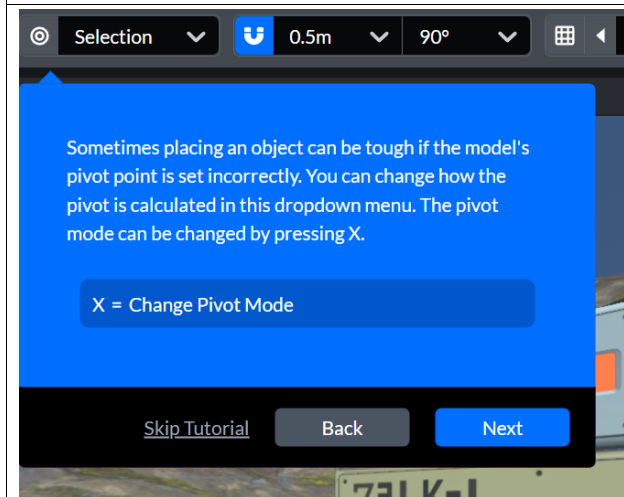 Selection 0.5m 90°
Sometimes placing an object can be tough if the model's
pivot point is set incorrectly. You can change how the
pivot is calculated in this dropdown menu. The pivot
mode can be changed by pressing X.
X = Change Pivot Mode
Skip Tutorial Back Next